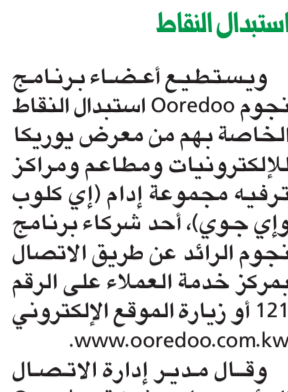 استبدال النقاط
ويستطيع أعضاء برنامج
نجوم Ooredoo استبدال النقاط
الخاصة بهم من معرض يوريكا
للإلكترونيات ومطاعم ومراكز
ترفيه مجموعة إدام (إي كلوب
وإي جوي)، أحد شركاء برنامج
نجوم الرائد عن طريق الاتصال
بمركز خدمة العملاء على الرقم
121 أو زيارة الموقع الإلكتروني
www.ooredoo.com.kw.
وقال مدير إدارة الاتصال